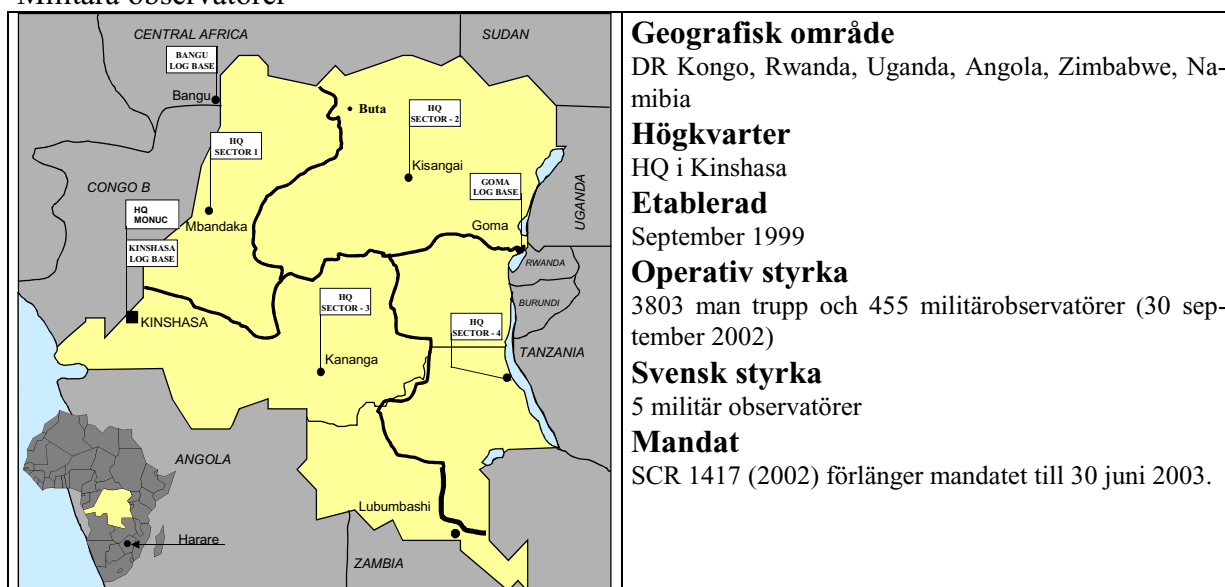 Militära observatörer
CENTRAL AFRICA
SUDAN
BANGU
LOG BASE
Bangu
Buta
HQ
SECTOR - 2
HQ
SECTOR 1
Kisangai
CONGO B
GOMA
LOG BASE
UGANDA
HQ
MONUC
Mbandaka
Goma
KINSHASA
LOG BASE
RWANDA
HQ
SECTOR - 3
BURUNDI
KINSHASA
HQ
SECTOR - 4
Kananga
TANZANIA
ANGOLA
Lubumbashi
Harare
ZAMBIA
Geografisk område
DR Kongo, Rwanda, Uganda, Angola, Zimbabwe, Na-
mibia
Högkvarter
HQ i Kinshasa
Etablerad
September 1999
Operativ styrka
3803 man trupp och 455 militärobservatörer (30 sep-
tember 2002)
Svensk styrka
5 militär observatörer
Mandat
SCR 1417 (2002) förlänger mandatet till 30 juni 2003.